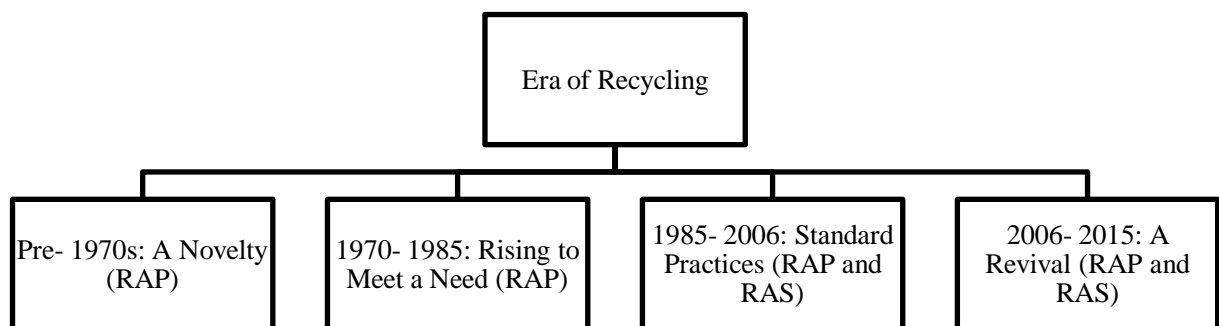 Era of Recycling
Pre- 1970s: A Novelty
(RAP)
1970- 1985: Rising to
Meet a Need (RAP)
1985- 2006: Standard
Practices (RAP and
RAS)
2006- 2015: A
Revival (RAP and
RAS)